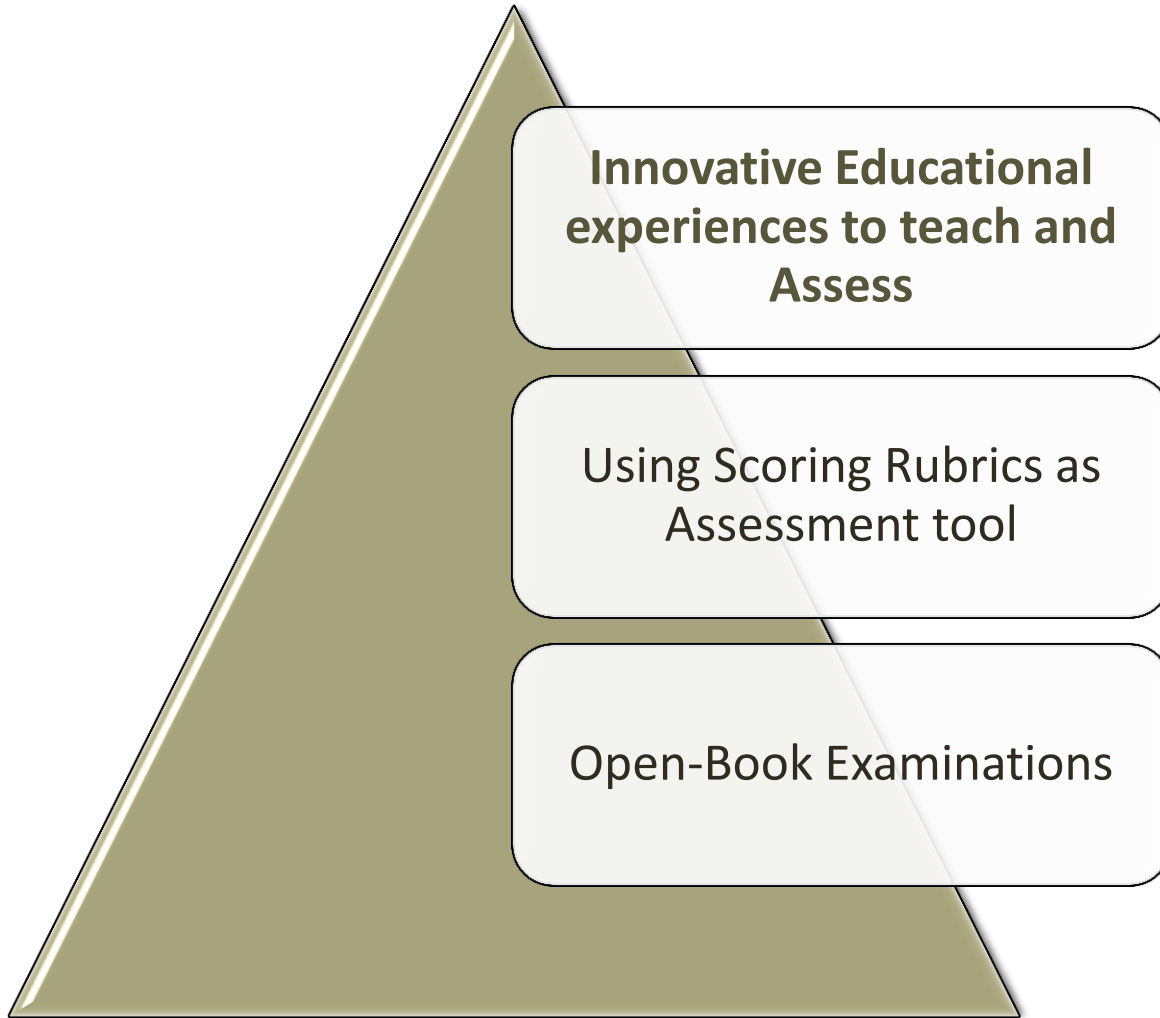 Innovative Educational
experiences to teach and
Assess
Using Scoring Rubrics as
Assessment tool
Open-Book Examinations